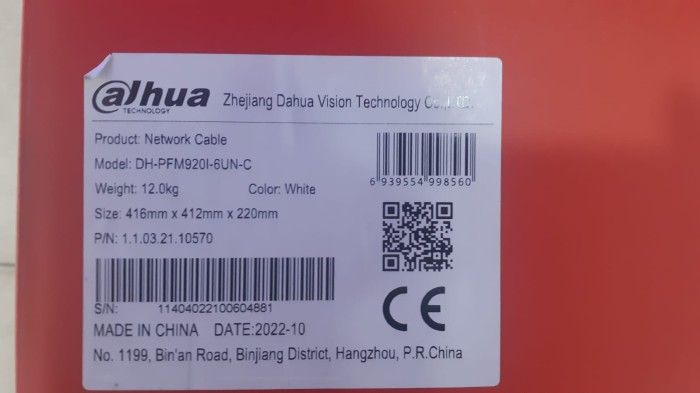 alhua
TECHNOLOGY
Zhejiang Dahua Vision Technology Co.,LTD.
Product: Network Cable
Model: DH-PFM920I-6UN-C
Weight: 12.0kg Color: White
Size: 416mm x 412mm x 220mm
P/N: 1.1.03.21.10570
6 939554 998560
S/N: 11404022100604881
CE
MADE IN CHINA DATE:2022-10
No. 1199, Bin'an Road, Binjiang District, Hangzhou, P.R.China